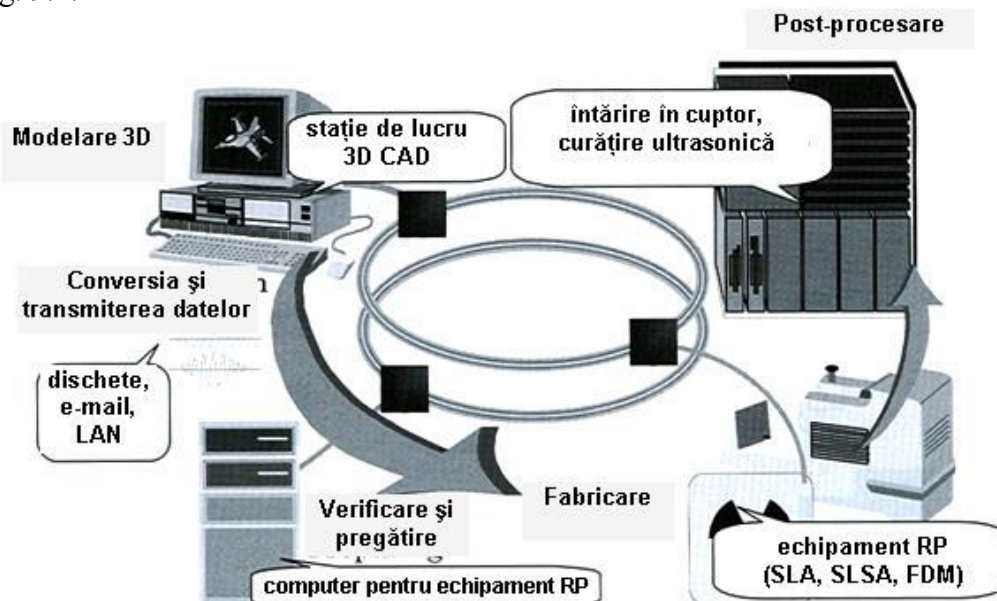 Post-procesare
Modelare 3D
stație de lucru
3D CAD
întărire în cuptor,
curățire ultrasonică
Conversia şi
transmiterea datelor
dischete,
e-mail,
LAN
Verificare şi
pregătire
Fabricare
computer pentru echipament RP
echipament RP
(SLA, SLSA, FDM)